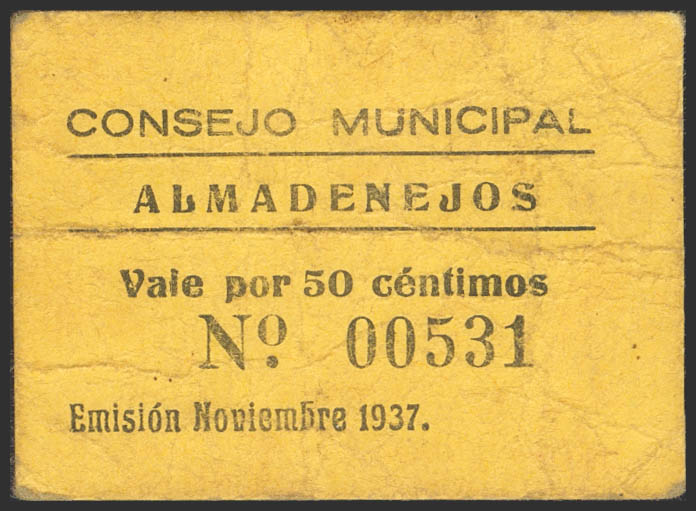 CONSEJO MUNICIPAL
ALMADENEJOS
Vale por 50 céntimos
Nº. 00531
Emisión Noviembre 1937.